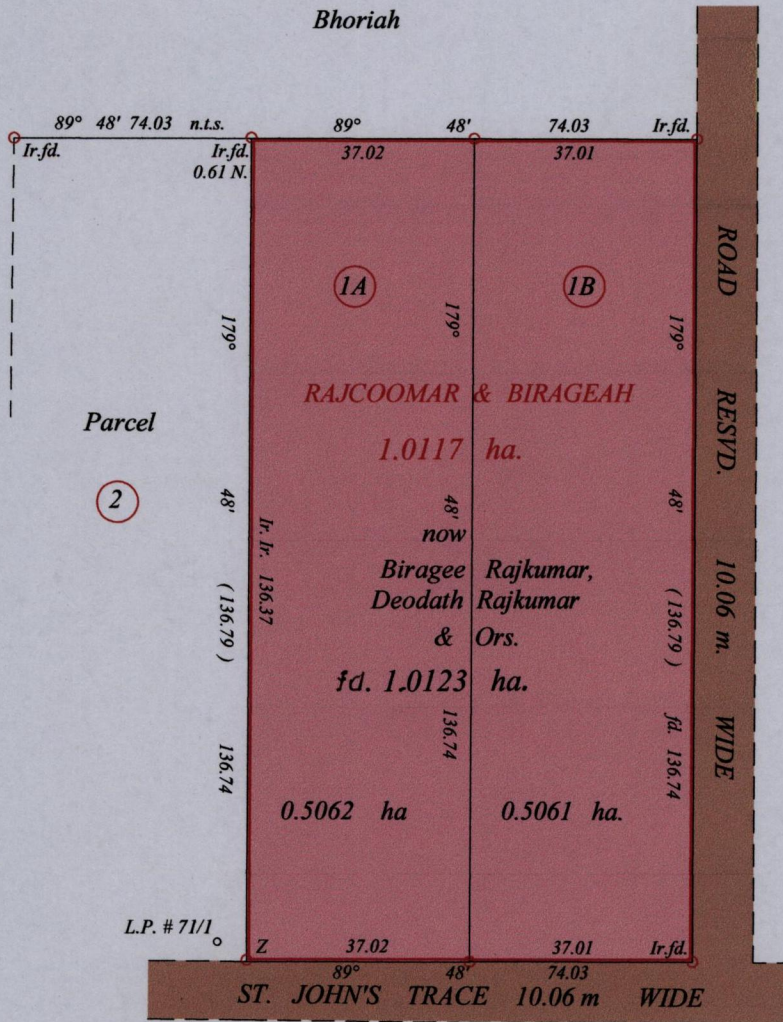 Bhoriah
89° 48' 74.03 n.t.s.
89° 48' 74.03 Ir.fd.
Ir.fd.
Ir.fd.
0.61 N.
37.02
37.01
1A
1B
179° 48' (136.79) 136.74
Ir. Ir. 136.37
179° 48' 136.74
179° 48' (136.79) fd. 136.74
ROAD RESVD. 10.06 m. WIDE
RAJCOOMAR & BIRAGEAH
1.0117 ha.
Parcel
2
now
Biragee Rajkumar,
Deodath Rajkumar
& Ors.
fd. 1.0123 ha.
0.5062 ha
0.5061 ha.
L.P. # 71/1
Z 37.02
37.01 Ir.fd.
89° 48' 74.03
ST. JOHN'S TRACE 10.06 m WIDE